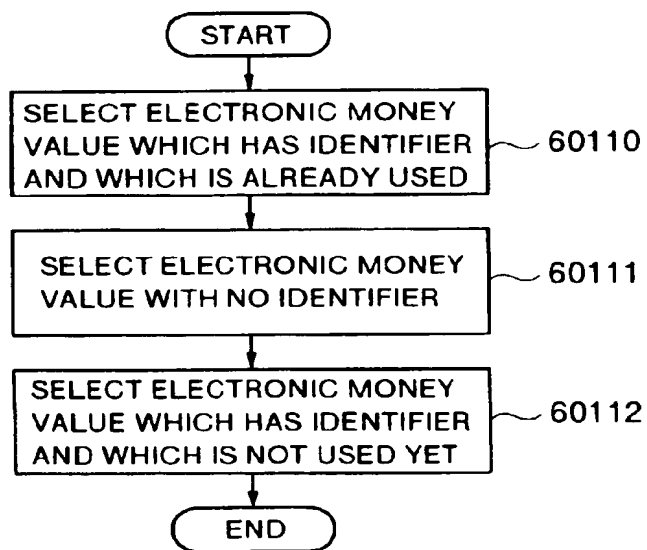 START
SELECT ELECTRONIC MONEY
VALUE WHICH HAS IDENTIFIER
AND WHICH IS ALREADY USED
60110
SELECT ELECTRONIC MONEY
VALUE WITH NO IDENTIFIER
60111
SELECT ELECTRONIC MONEY
VALUE WHICH HAS IDENTIFIER
AND WHICH IS NOT USED YET
60112
END